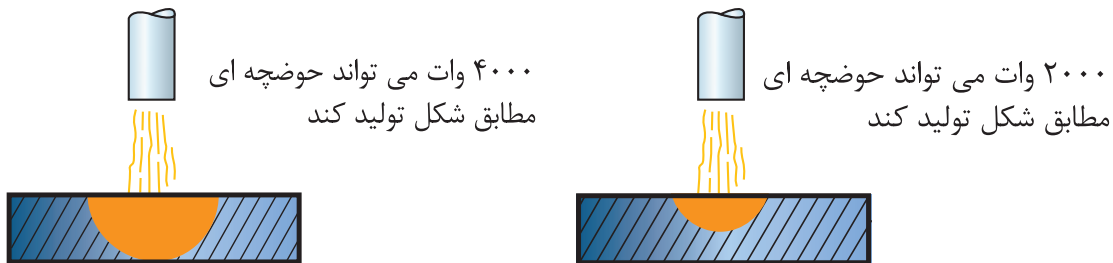 ۲۰۰۰ وات می تواند حوضچه ای
مطابق شکل تولید کند
۴۰۰۰ وات می تواند حوضچه ای
مطابق شکل تولید کند